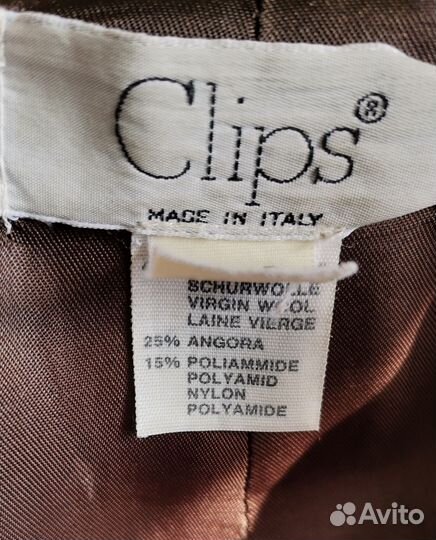 Clips®
MADE IN ITALY
SCHURWOLLE
VIRGIN WOOL
LAINE VIERGE
25% ANGORA
15% POLIAMMIDE
POLYAMID
NYLON
POLYAMIDE
Avito